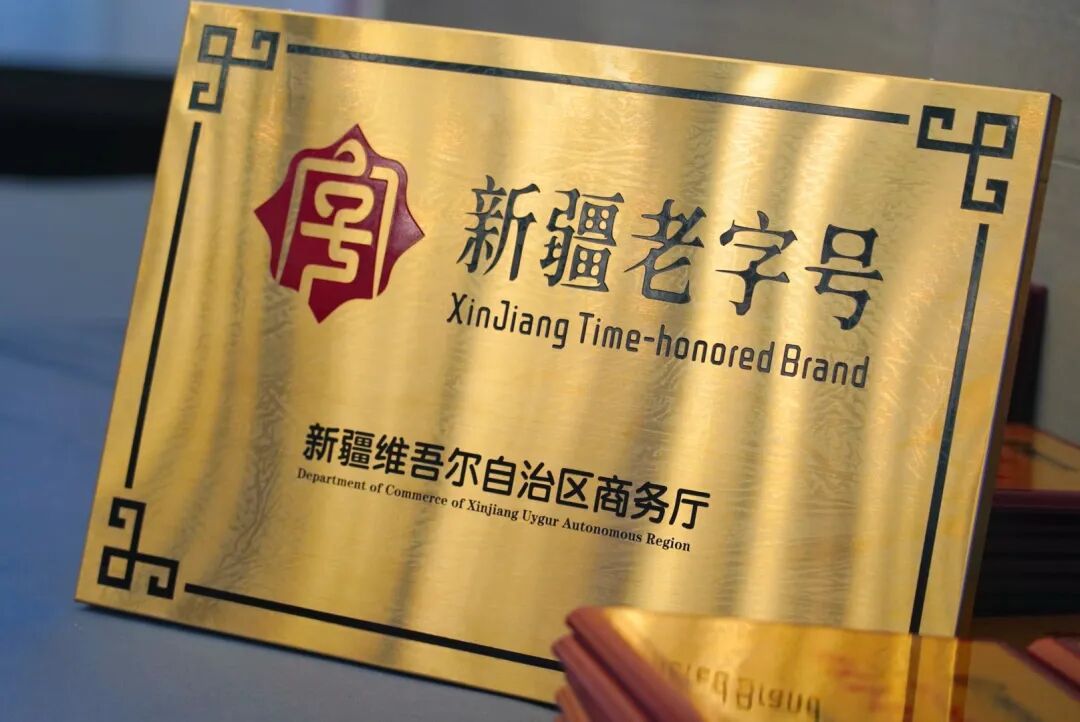 新疆老字号
XinJiang Time-honored Brand
新疆维吾尔自治区商务厅
Department of Commerce of Xinjiang Uygur Autonomous Region
Brand